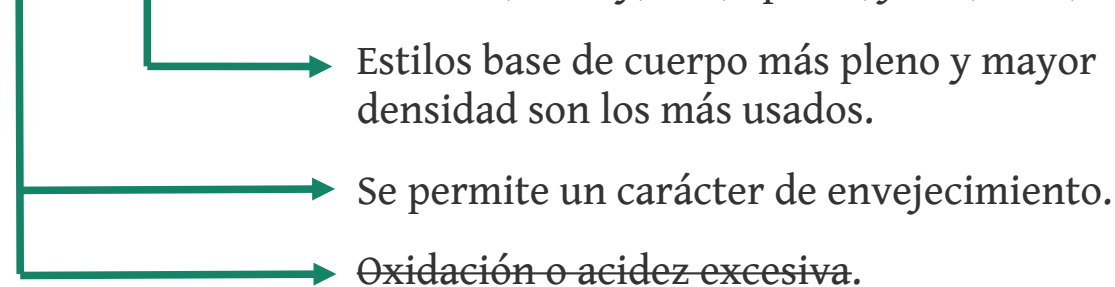 Estilos base de cuerpo más pleno y mayor
densidad son los más usados.
Se permite un carácter de envejecimiento.
Oxidación o acidez excesiva.